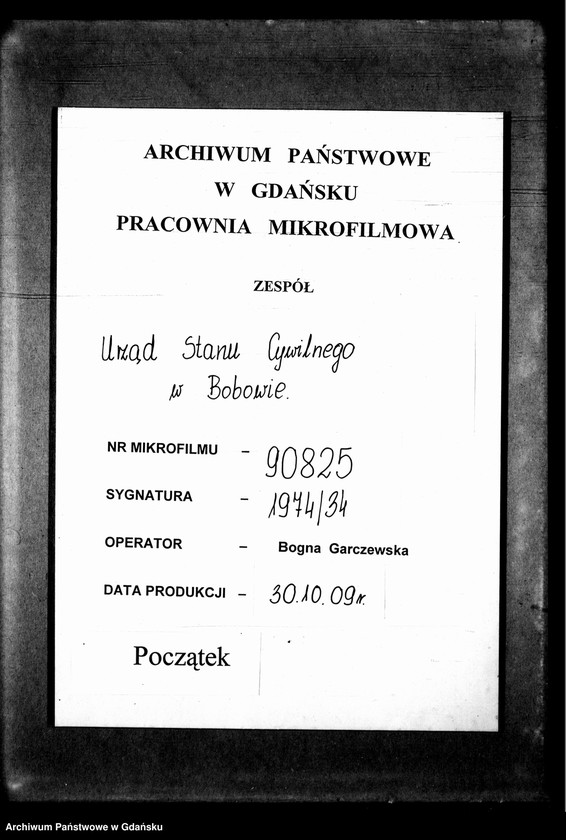 ARCHIWUM PAŃSTWOWE
W GDAŃSKU
PRACOWNIA MIKROFILMOWA
ZESPÓŁ
Urząd Stanu Cywilnego
w Bobowie.
NR MIKROFILMU – 90825
SYGNATURA – 1974/34
OPERATOR – Bogna Garczewska
DATA PRODUKCJI – 30.10.09r.
Początek
Archiwum Państwowe w Gdańsku